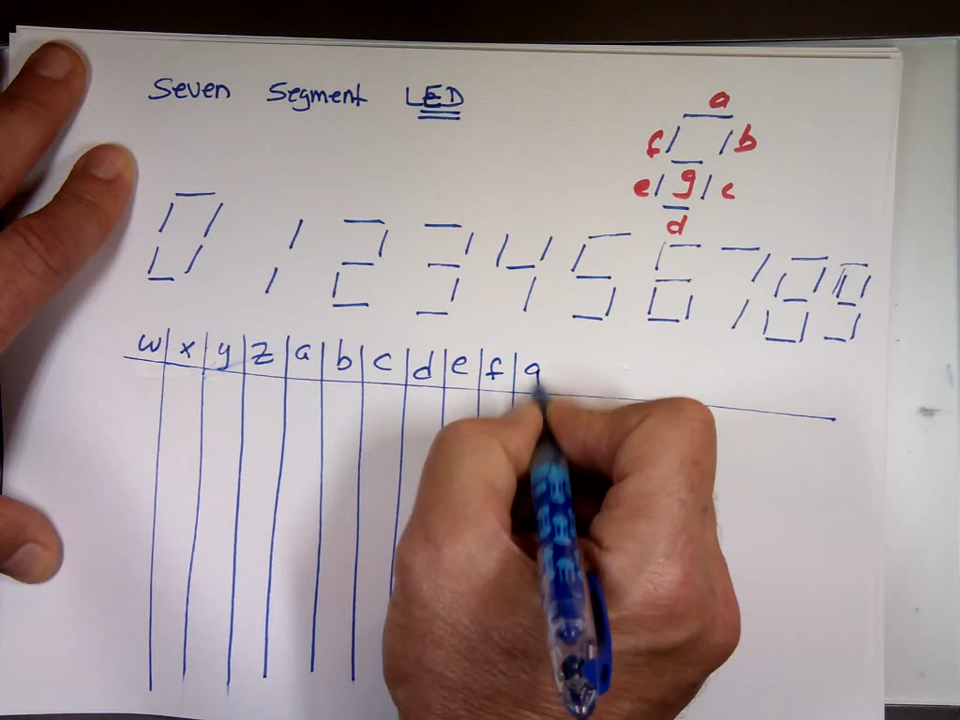 Seven Segment LED
a
f b
e g c
d
0 1 2 3 4 5 6 7 8 9
w x y z a b c d e f g